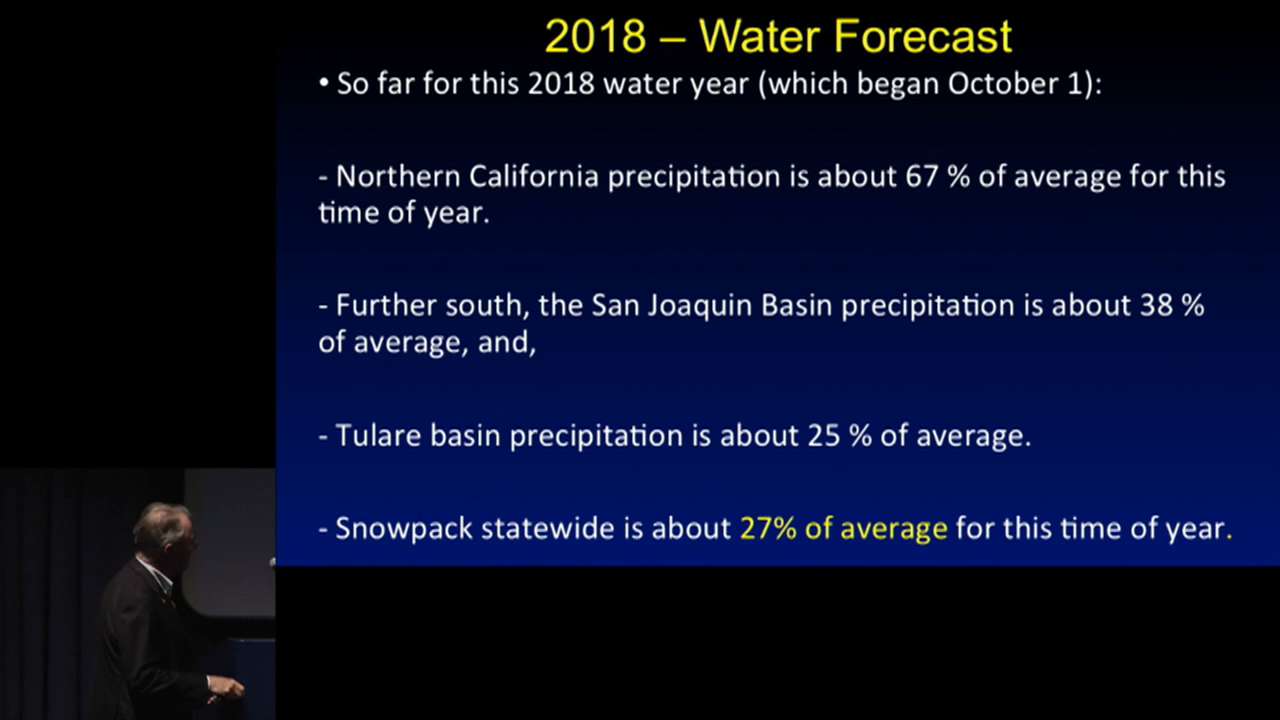 2018 – Water Forecast
• So far for this 2018 water year (which began October 1):
- Northern California precipitation is about 67 % of average for this
time of year.
- Further south, the San Joaquin Basin precipitation is about 38 %
of average, and,
- Tulare basin precipitation is about 25 % of average.
- Snowpack statewide is about 27% of average for this time of year.